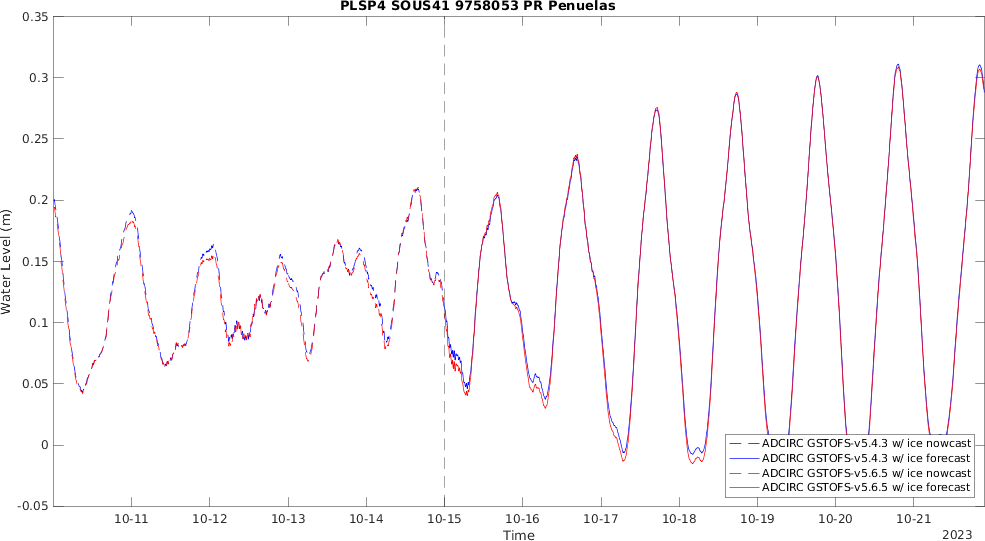 PLSP4 SOUS41 9758053 PR Penuelas
0.35
0.3
0.25
0.2
0.15
0.1
0.05
0
-0.05
Water Level (m)
10-11 10-12 10-13 10-14 10-15 10-16 10-17 10-18 10-19 10-20 10-21
Time
2023
ADCIRC GSTOFS-v5.4.3 w/ ice nowcast
ADCIRC GSTOFS-v5.4.3 w/ ice forecast
ADCIRC GSTOFS-v5.6.5 w/ ice nowcast
ADCIRC GSTOFS-v5.6.5 w/ ice forecast